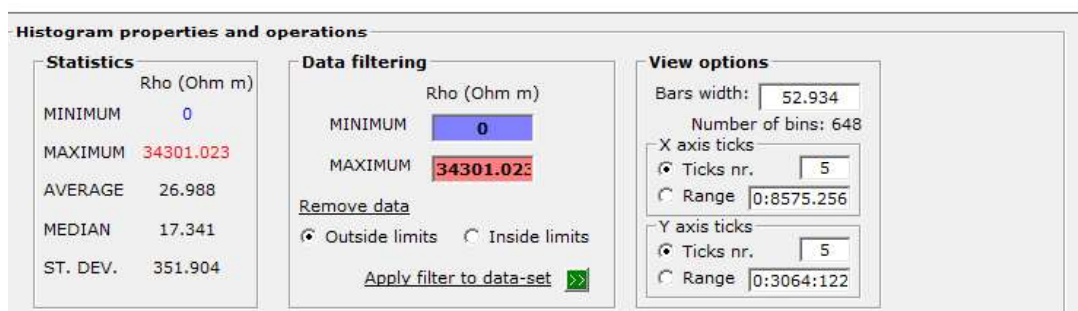 Histogram properties and operations
Statistics
Rho (Ohm m)
MINIMUM 0
MAXIMUM 34301.023
AVERAGE 26.988
MEDIAN 17.341
ST. DEV. 351.904
Data filtering
Rho (Ohm m)
MINIMUM 0
MAXIMUM 34301.023
Remove data
Outside limits Inside limits
Apply filter to data-set >>
View options
Bars width: 52.934
Number of bins: 648
X axis ticks
Ticks nr. 5
Range 0:8575.256
Y axis ticks
Ticks nr. 5
Range 0:3064:122